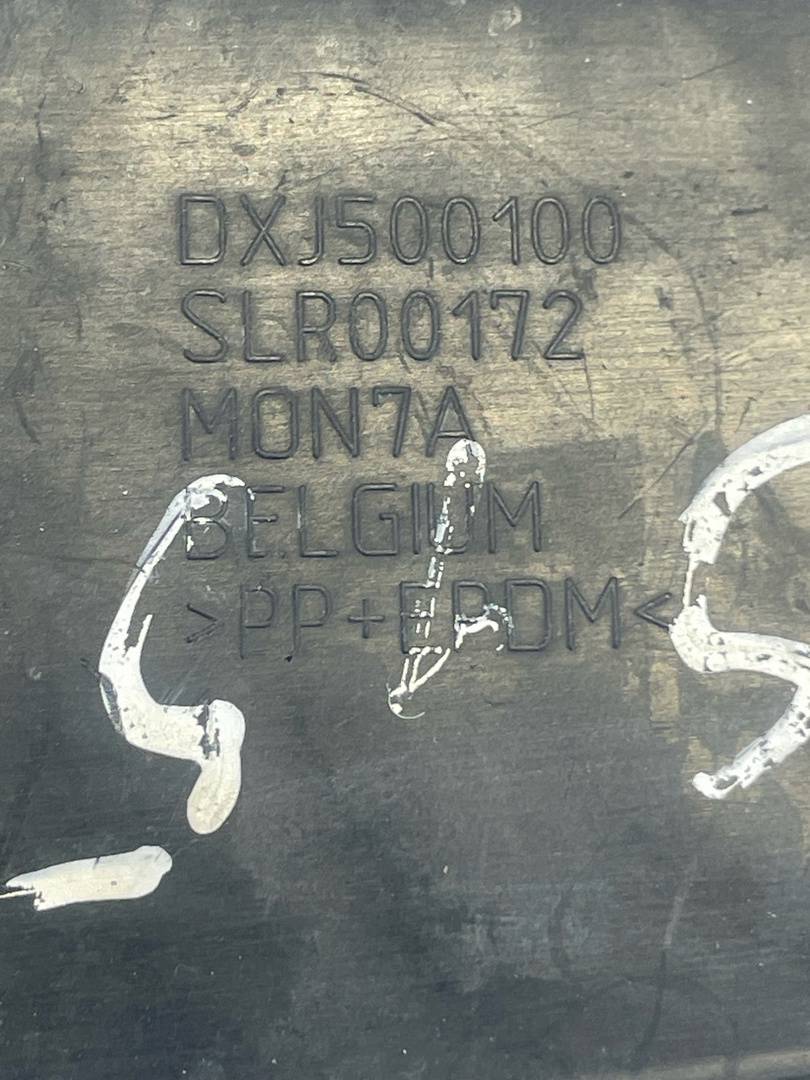 DXJ500100
SLR00172
MON7A
BELGIUM
>PP+EPDM<